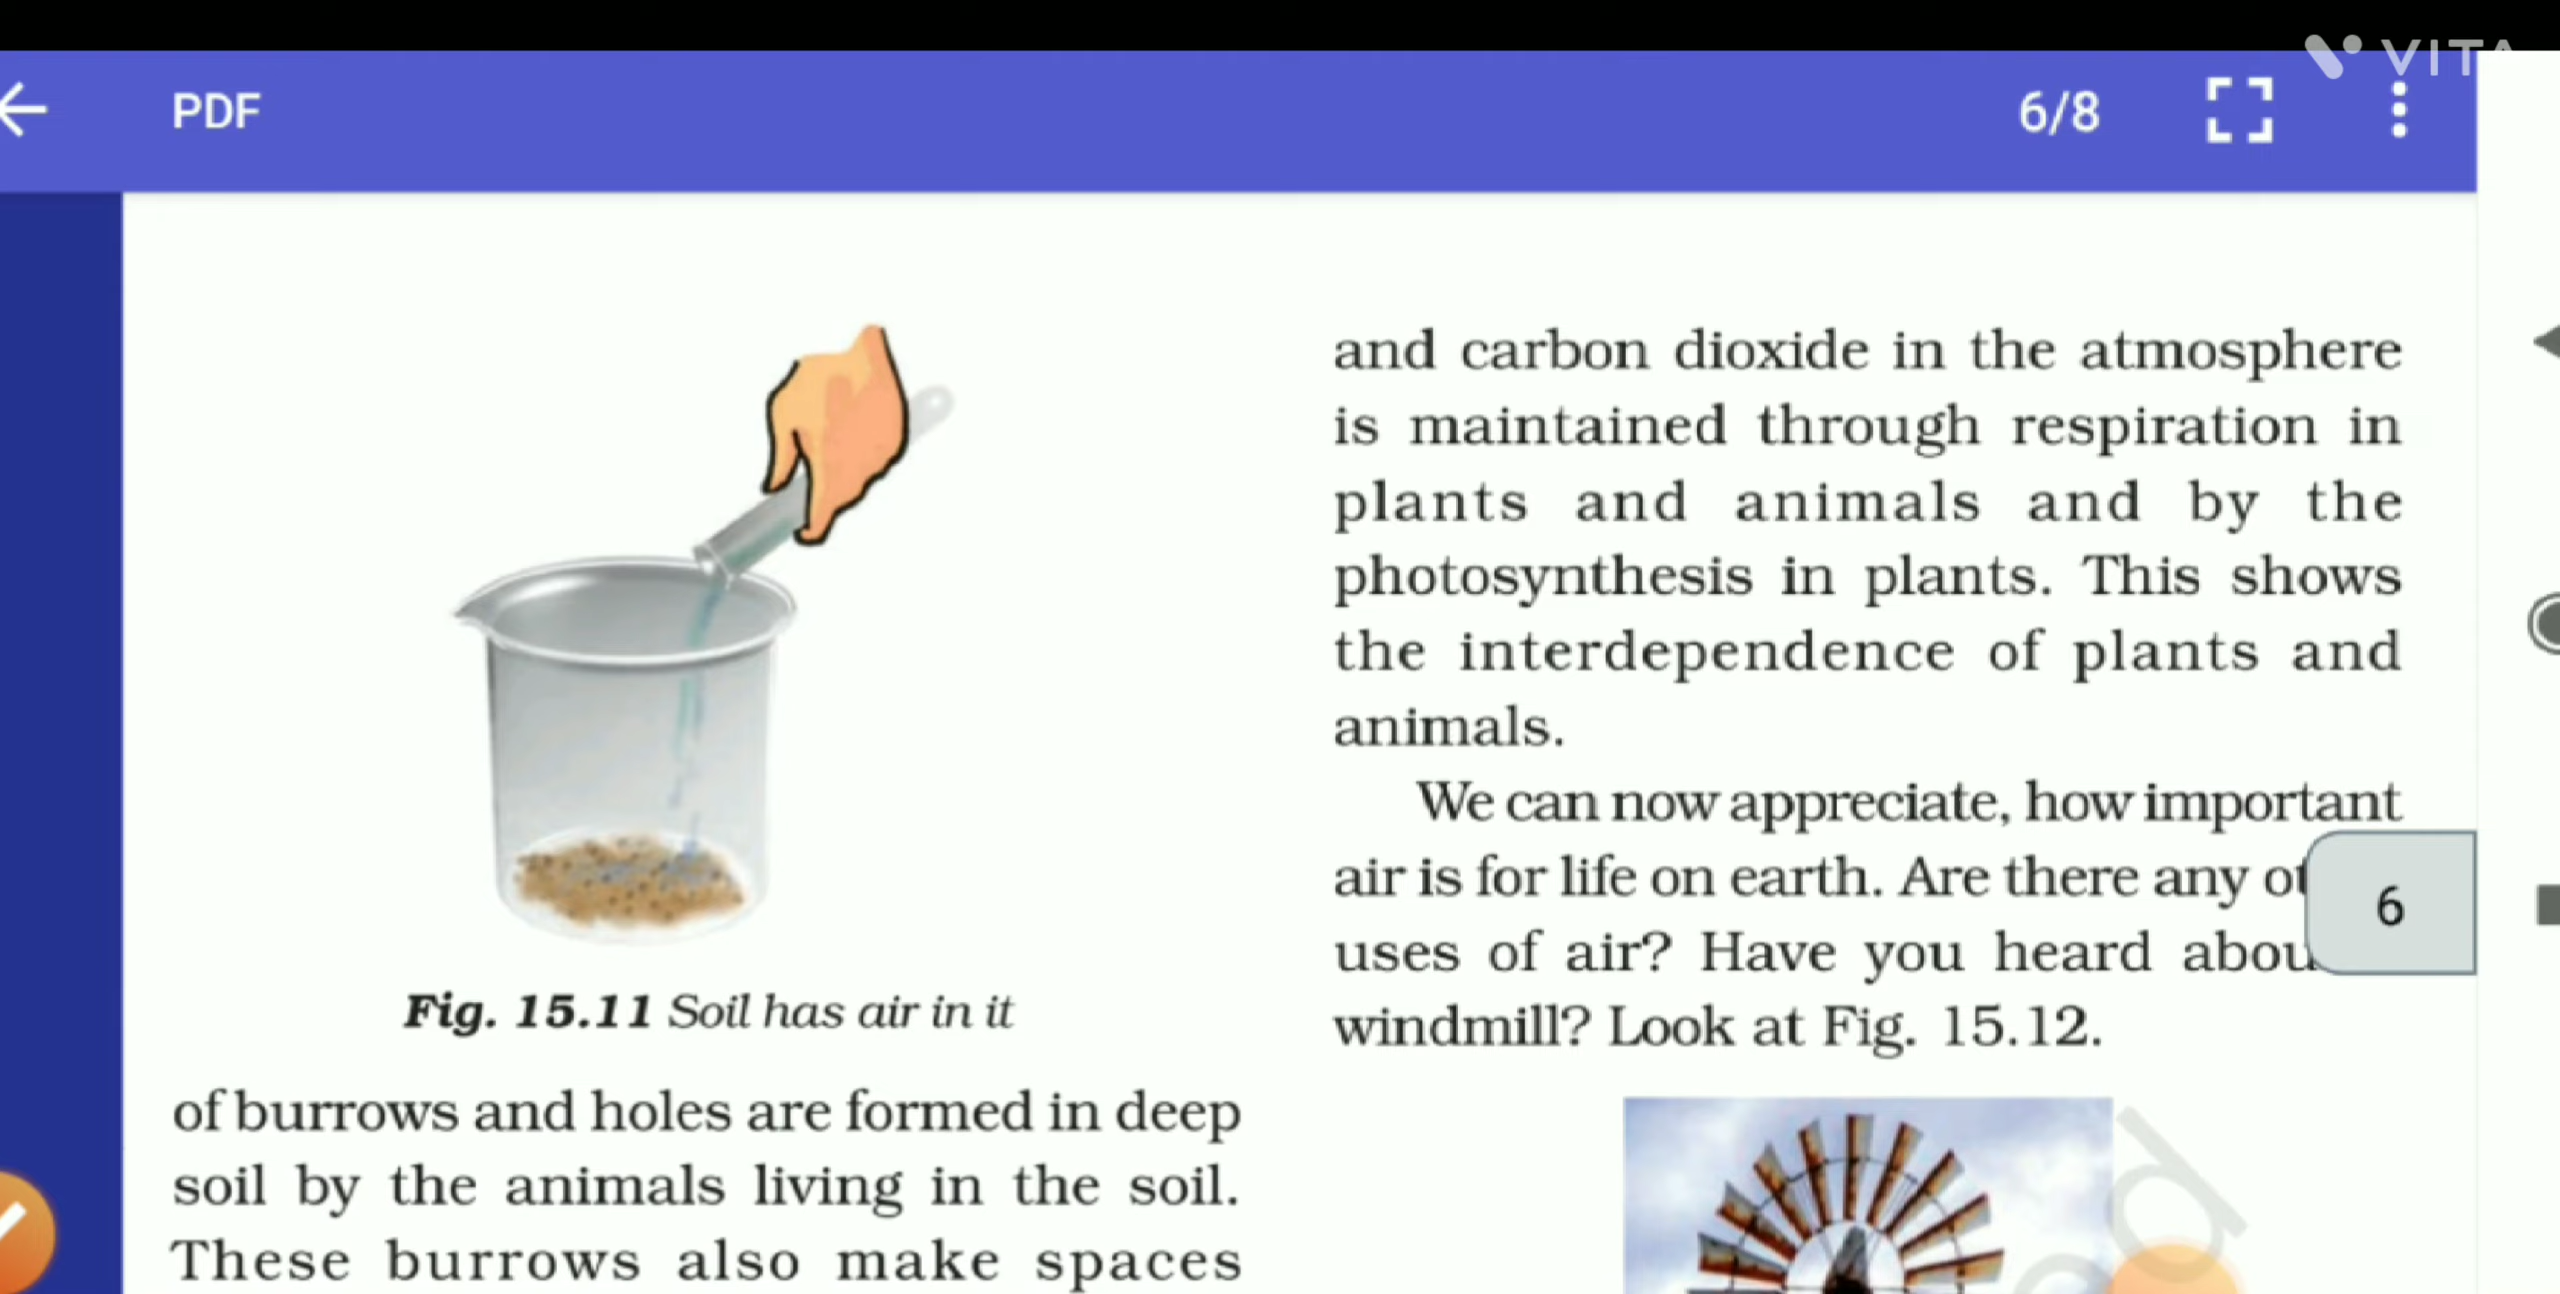 VITA
PDF
6/8
Fig. 15.11 Soil has air in it
of burrows and holes are formed in deep
soil by the animals living in the soil.
These burrows also make spaces
and carbon dioxide in the atmosphere
is maintained through respiration in
plants and animals and by the
photosynthesis in plants. This shows
the interdependence of plants and
animals.
We can now appreciate, how important
air is for life on earth. Are there any
uses of air? Have you heard
windmill? Look at Fig. 15.12.
6